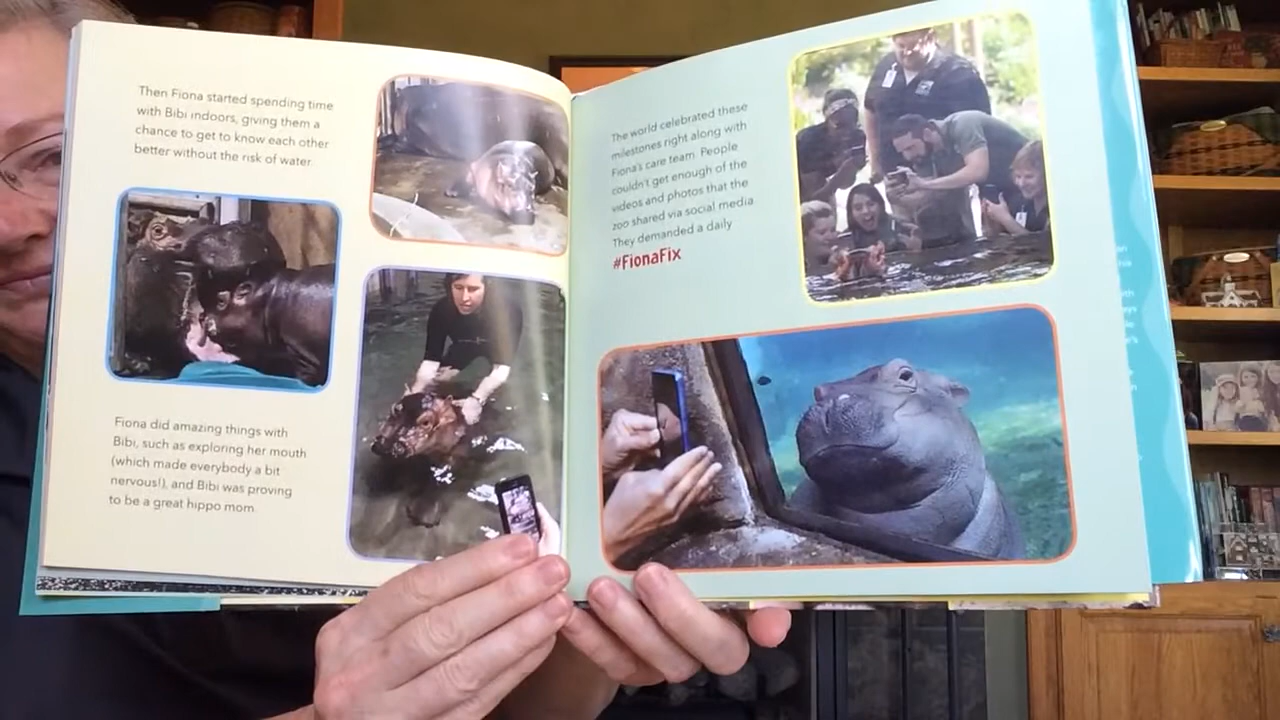 Then Fiona started spending time
with Bibi indoors, giving them a
chance to get to know each other
better without the risk of water.
Fiona did amazing things with
Bibi, such as exploring her mouth
(which made everybody a bit
nervous!), and Bibi was proving
to be a great hippo mom.
The world celebrated these
milestones right along with
Fiona's care team. People
couldn't get enough of the
videos and photos that the
zoo shared via social media.
They demanded a daily
#FionaFix